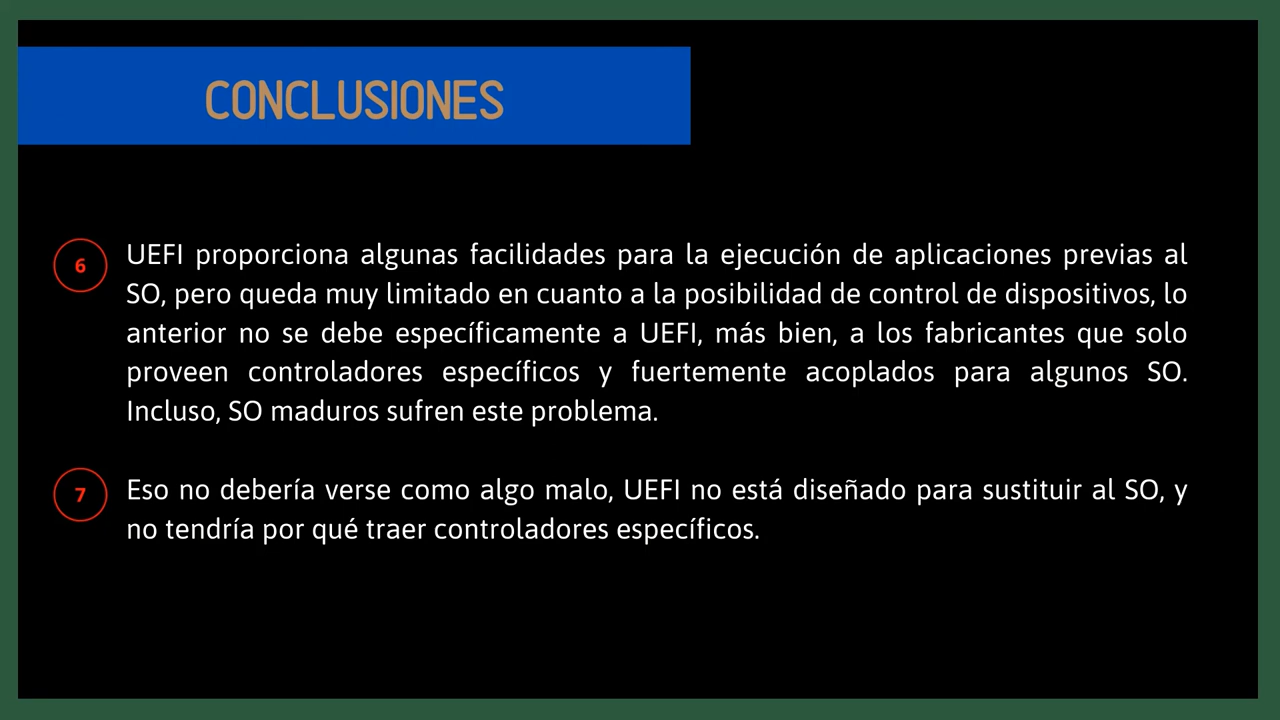 CONCLUSIONES
6
UEFI proporciona algunas facilidades para la ejecución de aplicaciones previas al
SO, pero queda muy limitado en cuanto a la posibilidad de control de dispositivos, lo
anterior no se debe específicamente a UEFI, más bien, a los fabricantes que solo
proveen controladores específicos y fuertemente acoplados para algunos SO.
Incluso, SO maduros sufren este problema.
7
Eso no debería verse como algo malo, UEFI no está diseñado para sustituir al SO, y
no tendría por qué traer controladores específicos.